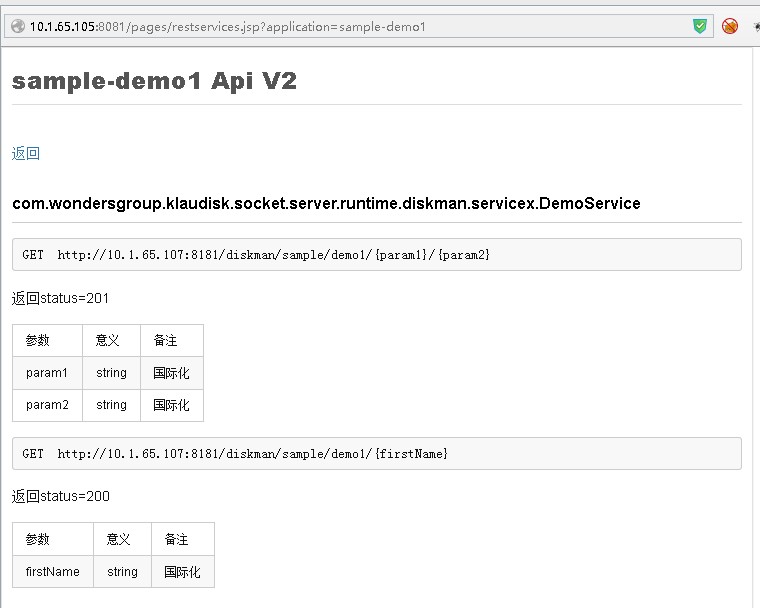 10.1.65.105:8081/pages/restservices.jsp?application=sample-demo1
sample-demo1 Api V2
返回
com.wondersgroup.klaudisk.socket.server.runtime.diskman.servicex.DemoService
GET http://10.1.65.107:8181/diskman/sample/demo1/{param1}/{param2}
返回status=201
参数 意义 备注
param1 string 国际化
param2 string 国际化
GET http://10.1.65.107:8181/diskman/sample/demo1/{firstName}
返回status=200
参数 意义 备注
firstName string 国际化